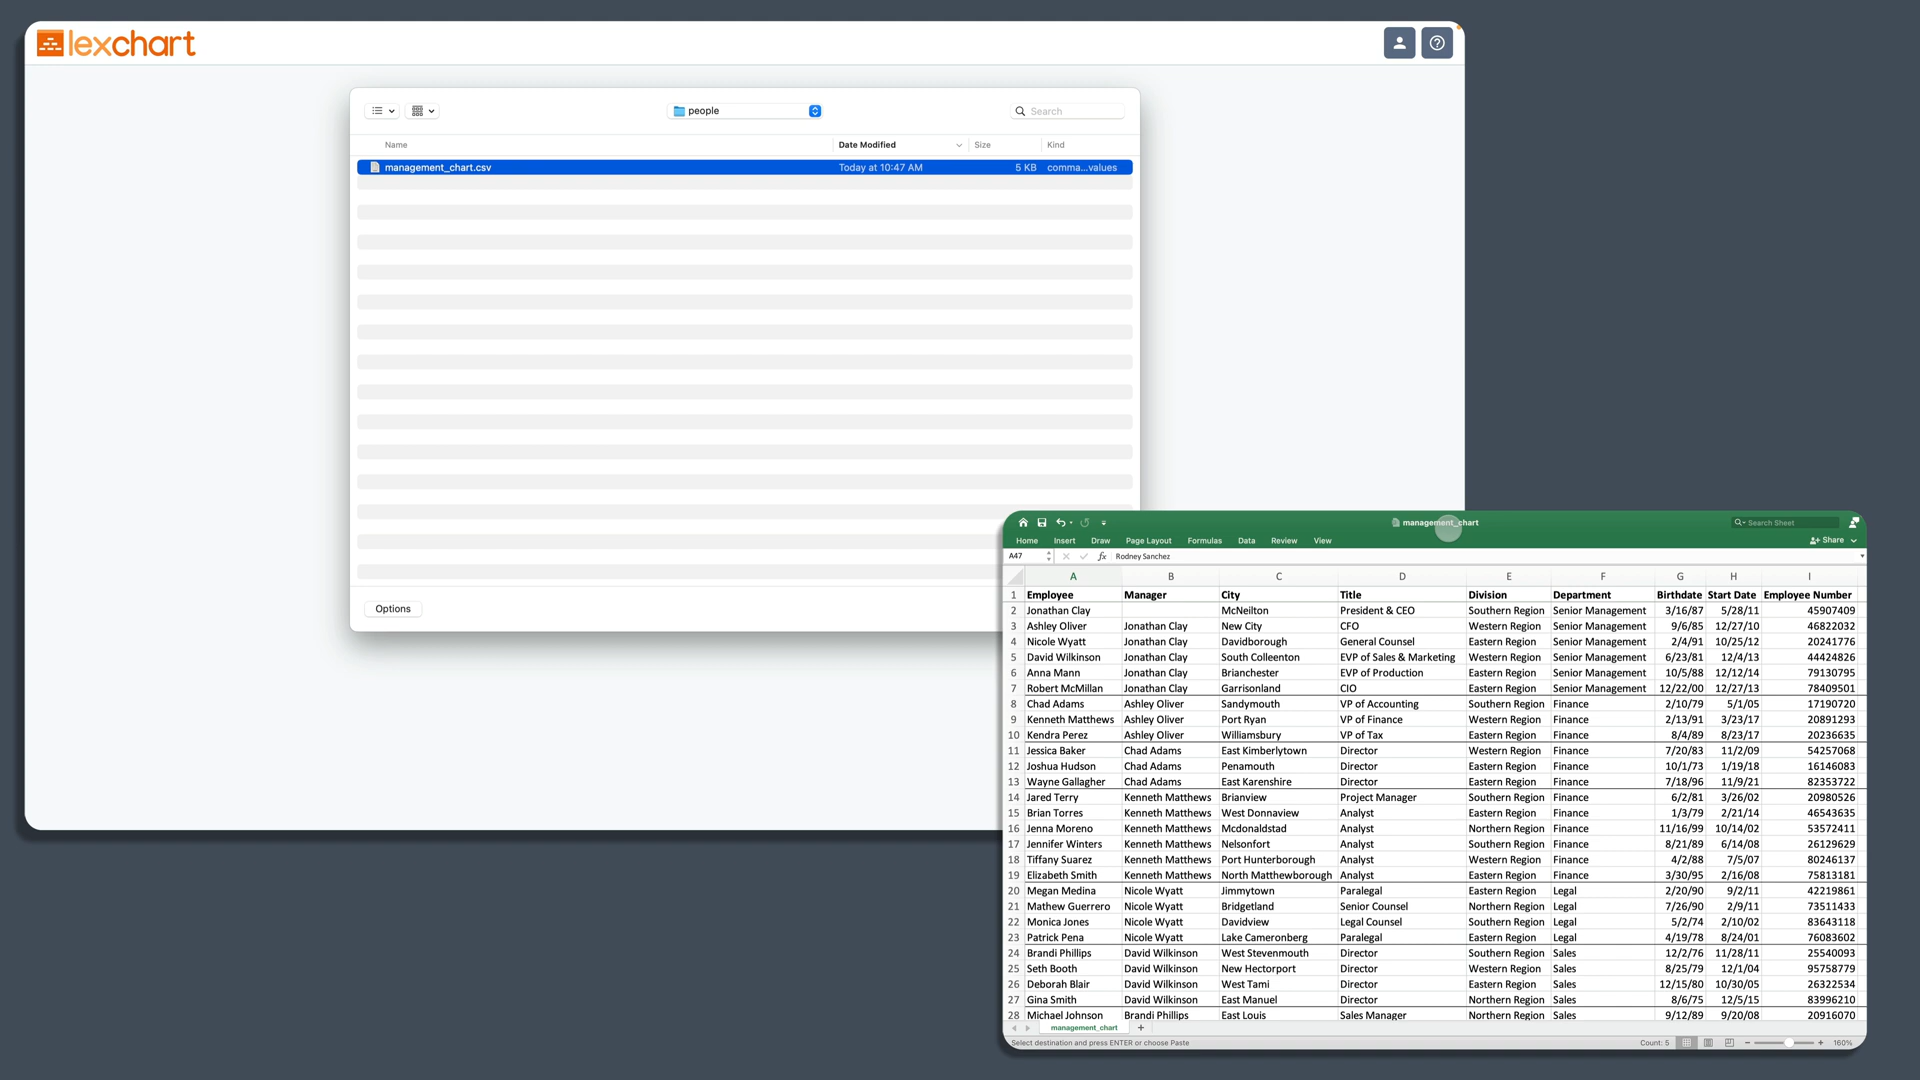 lexchart
people
Search
Name Date Modified Size Kind
management_chart.csv Today at 10:47 AM 5 KB comma...values
Options
management_chart
Search Sheet
Home Insert Draw Page Layout Formulas Data Review View
Share
A47 fx Rodney Sanchez
A B C D E F G H I
1 Employee Manager City Title Division Department Birthdate Start Date Employee Number
2 Jonathan Clay McNeilton President & CEO Southern Region Senior Management 3/16/87 5/28/11 45907409
3 Ashley Oliver Jonathan Clay New City CFO Western Region Senior Management 9/6/85 12/27/10 46822032
4 Nicole Wyatt Jonathan Clay Davidborough General Counsel Eastern Region Senior Management 2/4/91 10/25/12 20241776
5 David Wilkinson Jonathan Clay South Colleenton EVP of Sales & Marketing Western Region Senior Management 6/23/81 12/4/13 44424826
6 Anna Mann Jonathan Clay Brianchester EVP of Production Eastern Region Senior Management 10/5/88 12/12/14 79130795
7 Robert McMillan Jonathan Clay Garrisonland CIO Eastern Region Senior Management 12/22/00 12/27/13 78409501
8 Chad Adams Ashley Oliver Sandymouth VP of Accounting Southern Region Finance 2/10/79 5/1/05 17190720
9 Kenneth Matthews Ashley Oliver Port Ryan VP of Finance Western Region Finance 2/13/91 3/23/17 20891293
10 Kendra Perez Ashley Oliver Williamsbury VP of Tax Eastern Region Finance 8/4/89 8/23/17 20236635
11 Jessica Baker Chad Adams East Kimberlytown Director Western Region Finance 7/20/83 11/2/09 54257068
12 Joshua Hudson Chad Adams Penamouth Director Eastern Region Finance 10/1/73 1/19/18 16146083
13 Wayne Gallagher Chad Adams East Karenshire Director Eastern Region Finance 7/18/96 11/9/21 82353722
14 Jared Terry Kenneth Matthews Brianview Project Manager Southern Region Finance 6/2/81 3/26/02 20980526
15 Brian Torres Kenneth Matthews West Donnaview Analyst Eastern Region Finance 1/3/79 2/21/14 46543635
16 Jenna Moreno Kenneth Matthews Mcdonaldstad Analyst Northern Region Finance 11/16/99 10/14/02 53572411
17 Jennifer Winters Kenneth Matthews Nelsonfort Analyst Southern Region Finance 8/21/89 6/14/08 26129629
18 Tiffany Suarez Kenneth Matthews Port Hunterborough Analyst Western Region Finance 4/2/88 7/5/07 80246137
19 Elizabeth Smith Kenneth Matthews North Matthewborough Analyst Eastern Region Finance 3/30/95 2/16/08 75813181
20 Megan Medina Nicole Wyatt Jimmytown Paralegal Eastern Region Legal 2/20/90 9/2/11 42219861
21 Mathew Guerrero Nicole Wyatt Bridgetland Senior Counsel Northern Region Legal 7/26/90 2/9/11 73511433
22 Monica Jones Nicole Wyatt Davidview Legal Counsel Southern Region Legal 5/2/74 2/10/02 83643118
23 Patrick Pena Nicole Wyatt Lake Cameronberg Paralegal Eastern Region Legal 4/19/78 8/24/01 76083602
24 Brandi Phillips David Wilkinson West Stevenmouth Director Southern Region Sales 12/2/76 11/28/11 25540093
25 Seth Booth David Wilkinson New Hectorport Director Western Region Sales 8/25/79 12/1/04 95758779
26 Deborah Blair David Wilkinson West Tami Director Eastern Region Sales 12/15/80 10/30/05 26322534
27 Gina Smith David Wilkinson East Manuel Director Northern Region Sales 8/6/75 12/5/15 83996210
28 Michael Johnson Brandi Phillips East Louis Sales Manager Northern Region Sales 9/12/89 9/20/08 20916070
management_chart
Select destination and press ENTER or choose Paste Count: 5 160%